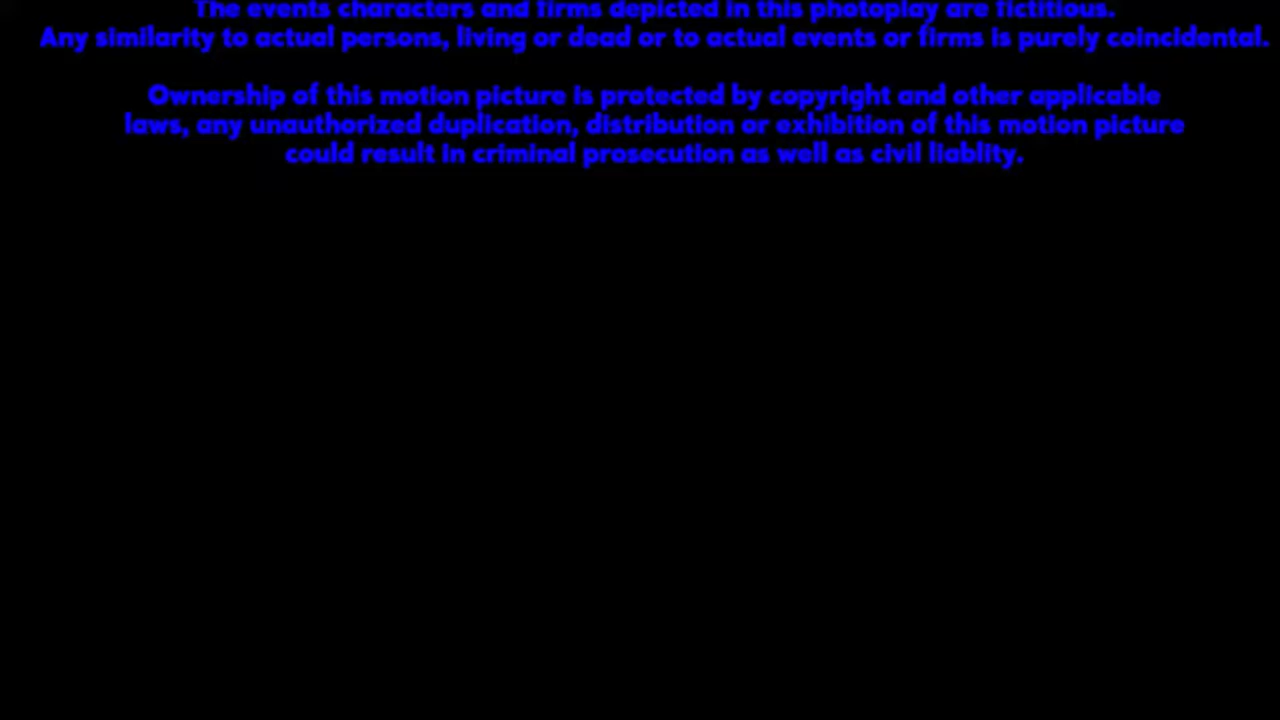 The events characters and firms depicted in this photoplay are fictitious.
Any similarity to actual persons, living or dead or to actual events or firms is purely coincidental.
Ownership of this motion picture is protected by copyright and other applicable
laws, any unauthorized duplication, distribution or exhibition of this motion picture
could result in criminal prosecution as well as civil liablity.